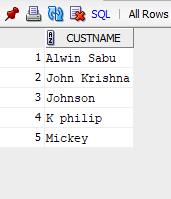 SQL | All Rows
CUSTNAME
1 Alwin Sabu
2 John Krishna
3 Johnson
4 K philip
5 Mickey